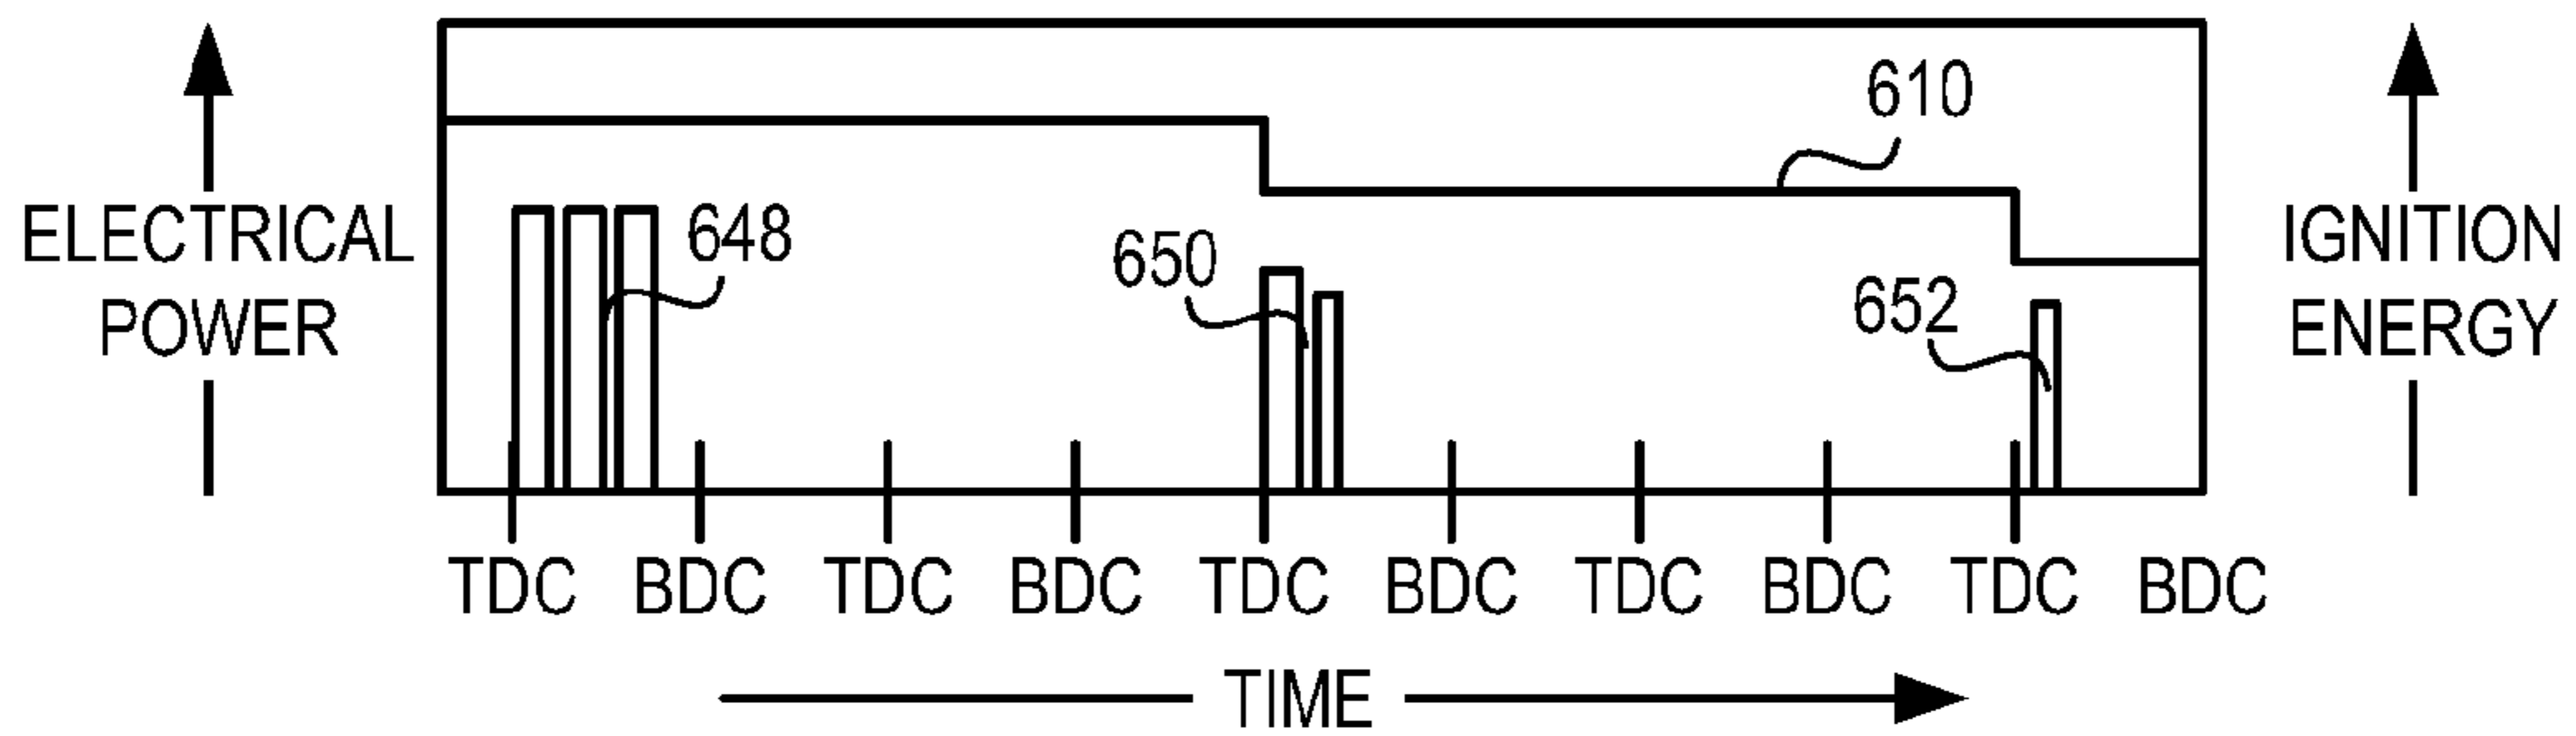 610
ELECTRICAL
POWER
648
650
652
IGNITION
ENERGY
TDC BDC TDC BDC TDC BDC TDC BDC TDC BDC
TIME